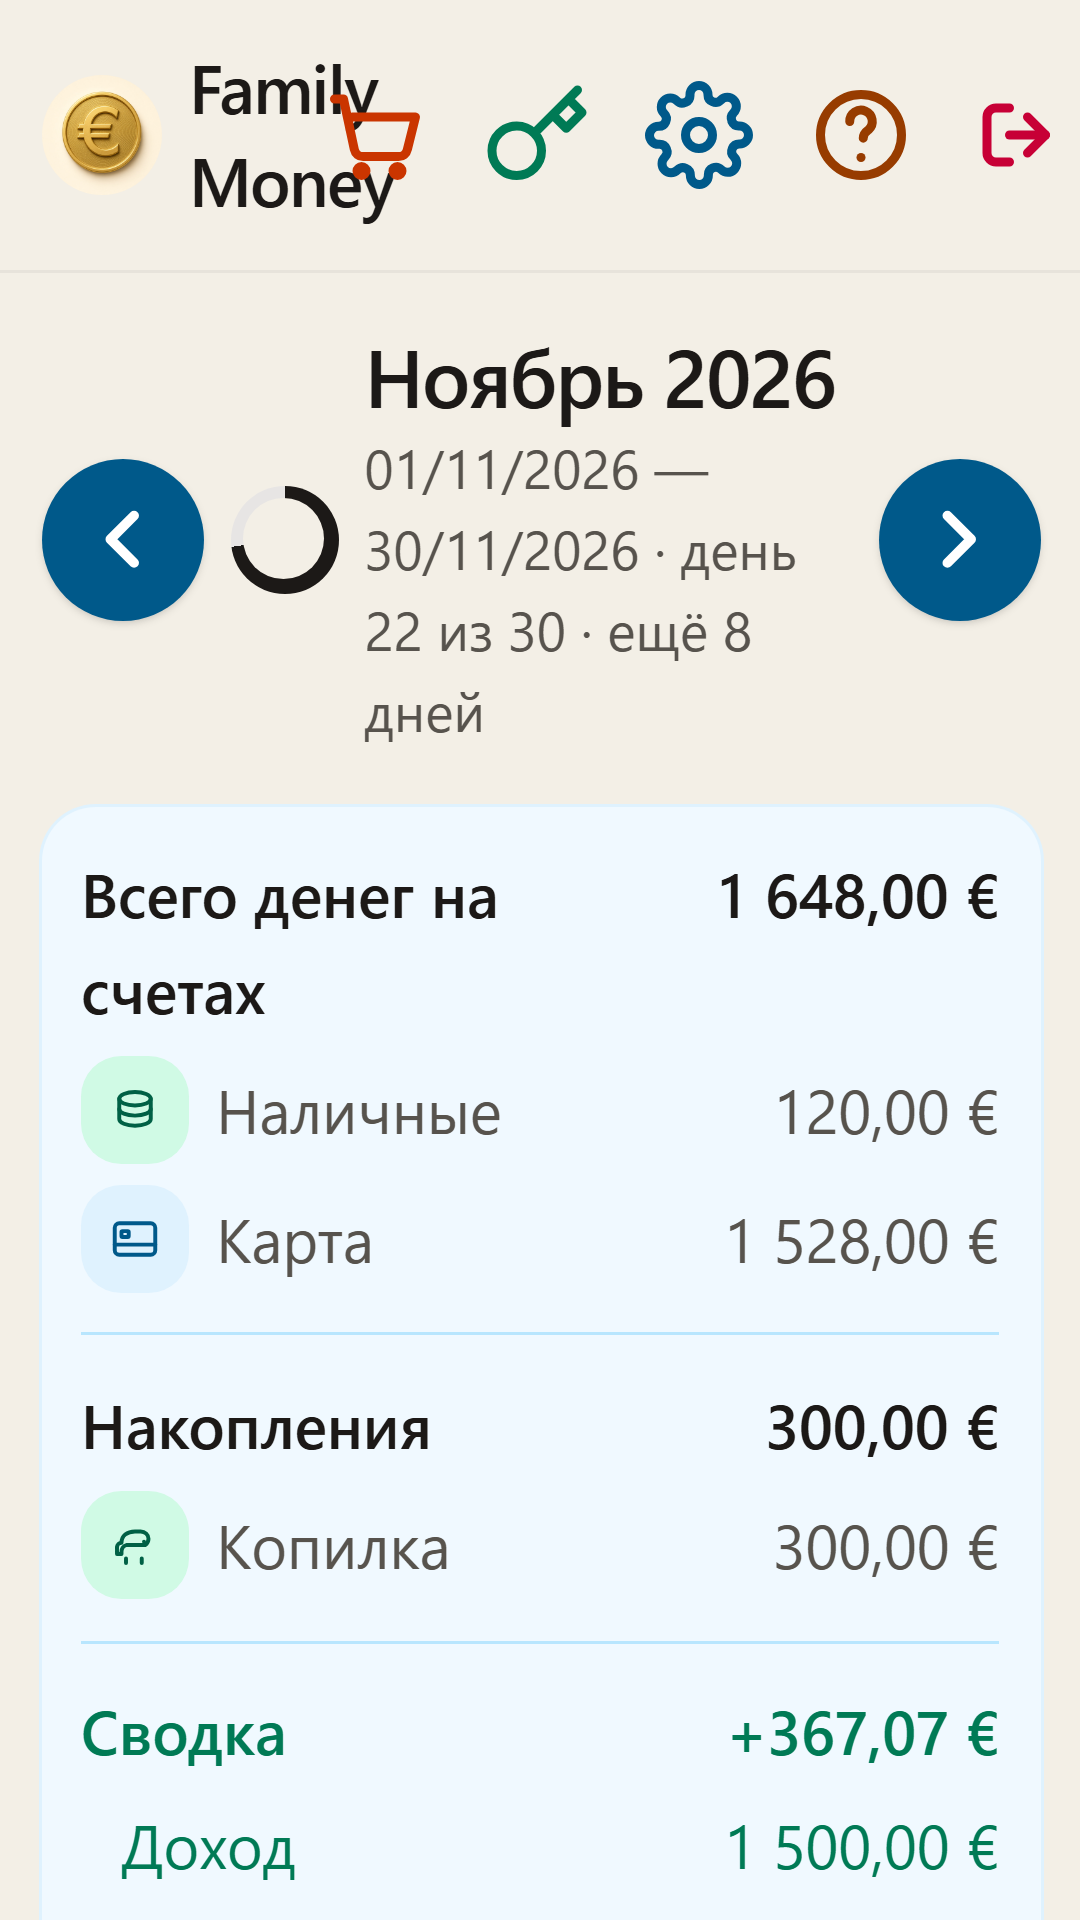 Family
Money
Ноябрь 2026
01/11/2026 —
30/11/2026 · день
22 из 30 · ещё 8
дней
Всего денег на счетах 1 648,00 €
Наличные 120,00 €
Карта 1 528,00 €
Накопления 300,00 €
Копилка 300,00 €
Сводка +367,07 €
Доход 1 500,00 €